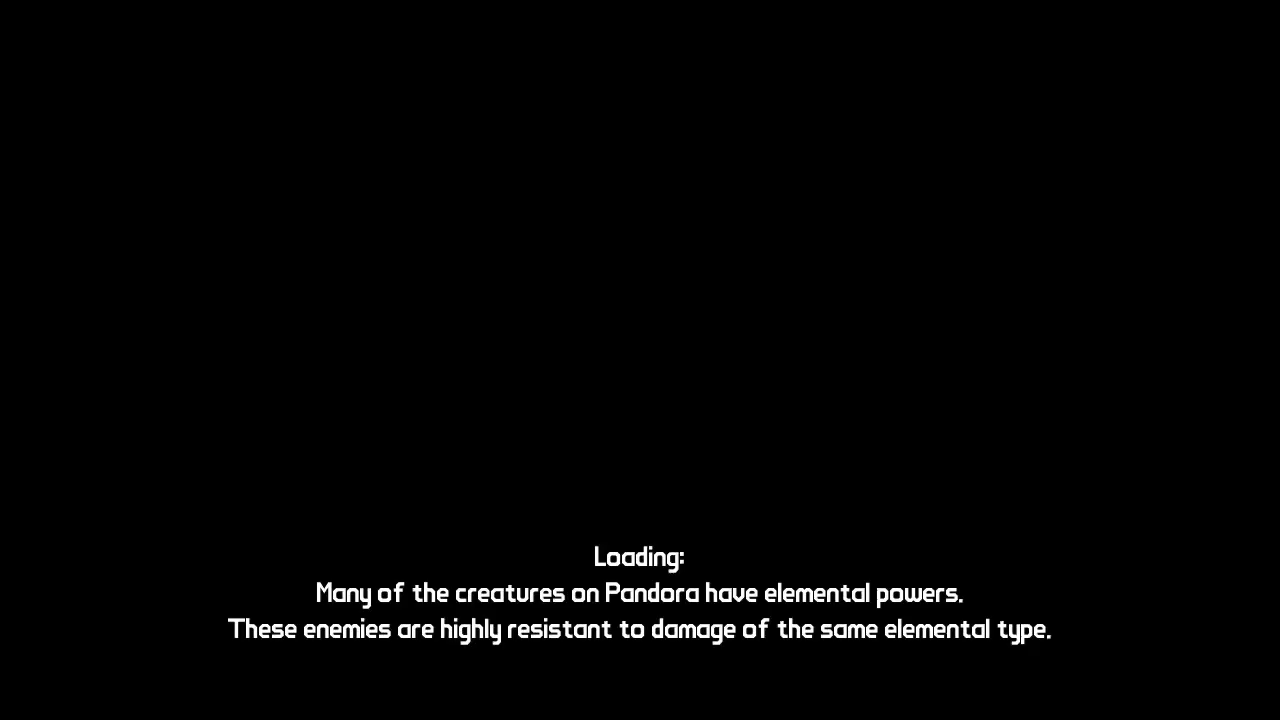 Loading:
Many of the creatures on Pandora have elemental powers.
These enemies are highly resistant to damage of the same elemental type.